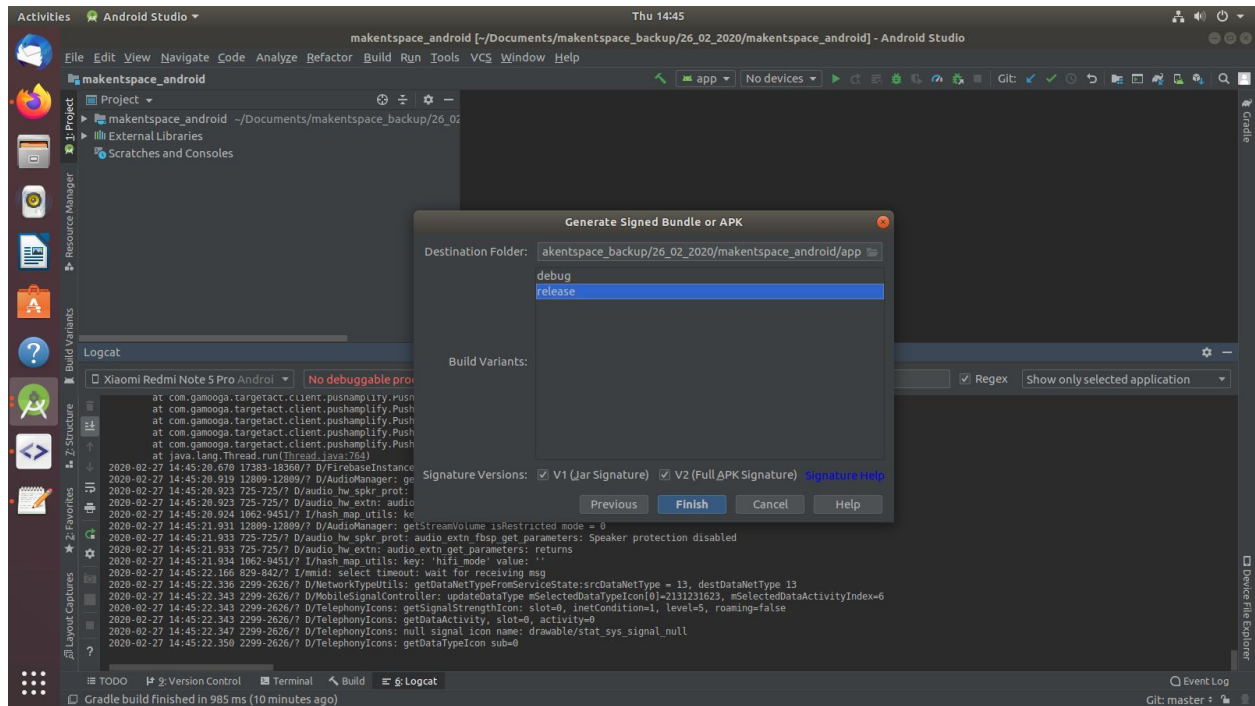 Activities Android Studio Thu 14:45
makentspace_android [~/Documents/makentspace_backup/26_02_2020/makentspace_android] - Android Studio
File Edit View Navigate Code Analyze Refactor Build Run Tools VCS Window Help
makentspace_android app No devices Git:
1: Project
Resource Manager
Build Variants
Z: Structure
2: Favorites
Layout Captures
Project
makentspace_android ~/Documents/makentspace_backup/26_02
External Libraries
Scratches and Consoles
Gradle
Device File Explorer
Generate Signed Bundle or APK
Destination Folder: akentspace_backup/26_02_2020/makentspace_android/app
Build Variants:
debug
release
Signature Versions: V1 (Jar Signature) V2 (Full APK Signature) Signature Help
Previous Finish Cancel Help
Logcat
Xiaomi Redmi Note 5 Pro Androi No debuggable pro Regex Show only selected application
at com.gamooga.targetact.client.pushamplify.Push
at com.gamooga.targetact.client.pushamplify.Push
at com.gamooga.targetact.client.pushamplify.Push
at com.gamooga.targetact.client.pushamplify.Push
at com.gamooga.targetact.client.pushamplify.Push
at java.lang.Thread.run(Thread.java:764)
2020-02-27 14:45:20.670 17383-18360/? D/FirebaseInstance
2020-02-27 14:45:20.919 12809-12809/? D/AudioManager: ge
2020-02-27 14:45:20.923 725-725/? D/audio_hw_spkr_prot:
2020-02-27 14:45:20.923 725-725/? D/audio_hw_extn: audio
2020-02-27 14:45:20.924 1062-9451/? I/hash_map_utils: ke
2020-02-27 14:45:21.931 12809-12809/? D/AudioManager: getStreamVolume isRestricted mode = 0
2020-02-27 14:45:21.933 725-725/? D/audio_hw_spkr_prot: audio_extn_fbsp_get_parameters: Speaker protection disabled
2020-02-27 14:45:21.933 725-725/? D/audio_hw_extn: audio_extn_get_parameters: returns
2020-02-27 14:45:21.934 1062-9451/? I/hash_map_utils: key: 'hifi_mode' value: ''
2020-02-27 14:45:22.166 829-842/? I/mmid: select timeout: wait for receiving msg
2020-02-27 14:45:22.336 2299-2626/? D/NetworkTypeUtils: getDataNetTypeFromServiceState:srcDataNetType = 13, destDataNetType 13
2020-02-27 14:45:22.343 2299-2626/? D/MobileSignalController: updateDataType mSelectedDataTypeIcon[0]=2131231623, mSelectedDataActivityIndex=6
2020-02-27 14:45:22.343 2299-2626/? D/TelephonyIcons: getSignalStrengthIcon: slot=0, inetCondition=1, level=5, roaming=false
2020-02-27 14:45:22.343 2299-2626/? D/TelephonyIcons: getDataActivity, slot=0, activity=0
2020-02-27 14:45:22.347 2299-2626/? D/TelephonyIcons: null signal icon name: drawable/stat_sys_signal_null
2020-02-27 14:45:22.350 2299-2626/? D/TelephonyIcons: getDataTypeIcon sub=0
TODO 9: Version Control Terminal Build 6: Logcat Event Log
Gradle build finished in 985 ms (10 minutes ago) Git: master